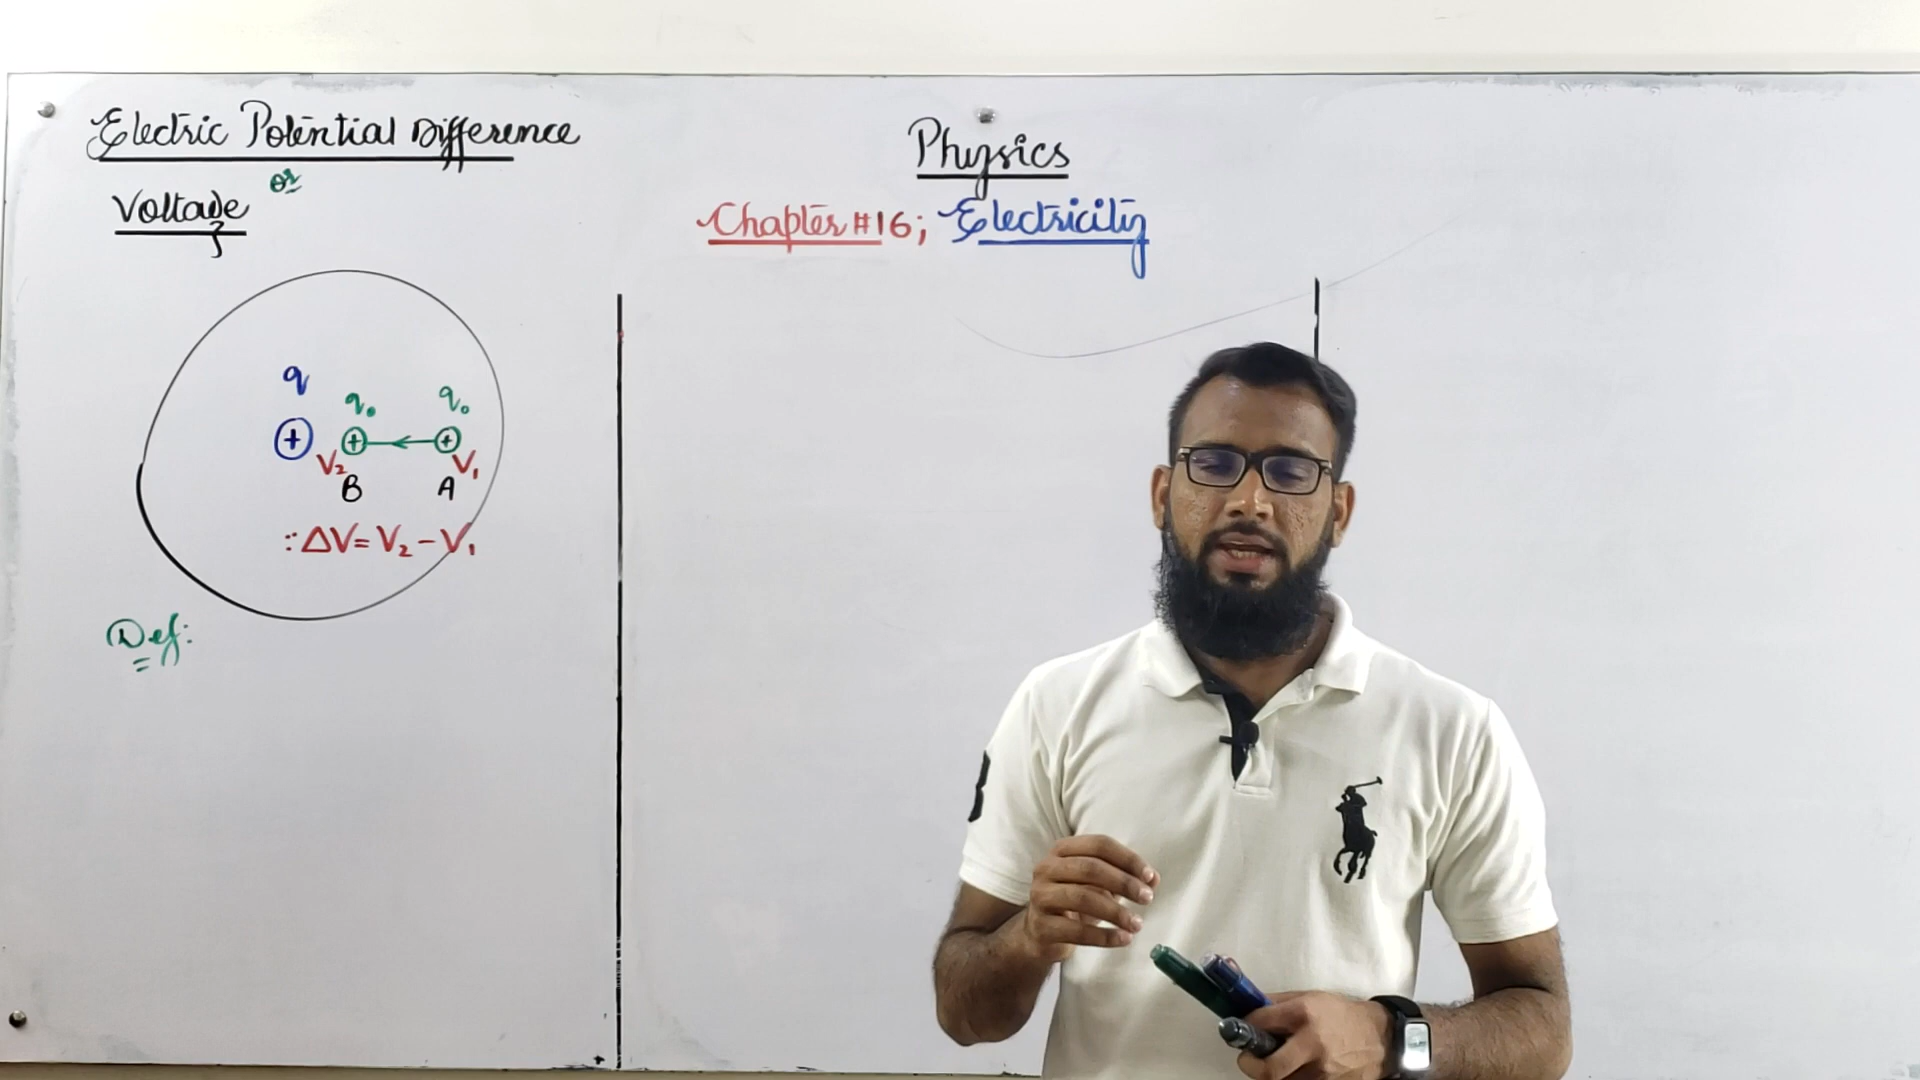 Electric Potential Difference
or
Voltage
Physics
Chapter #16; Electricity
q
q₀ q₀
+ + +
V₂ V₁
B A
∵ ΔV = V₂ - V₁
Def: